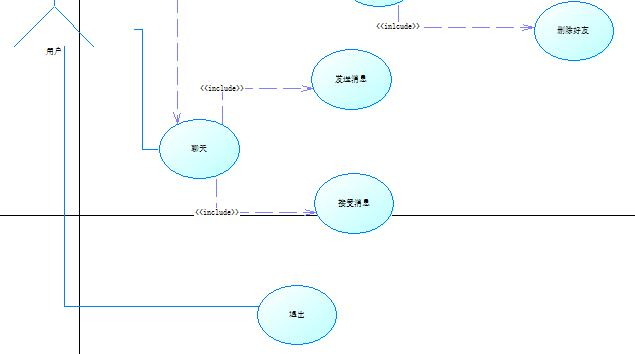 <<inlcude>>
删除好友
用户
发送消息
<<include>>
聊天
接受消息
<<include>>
退出